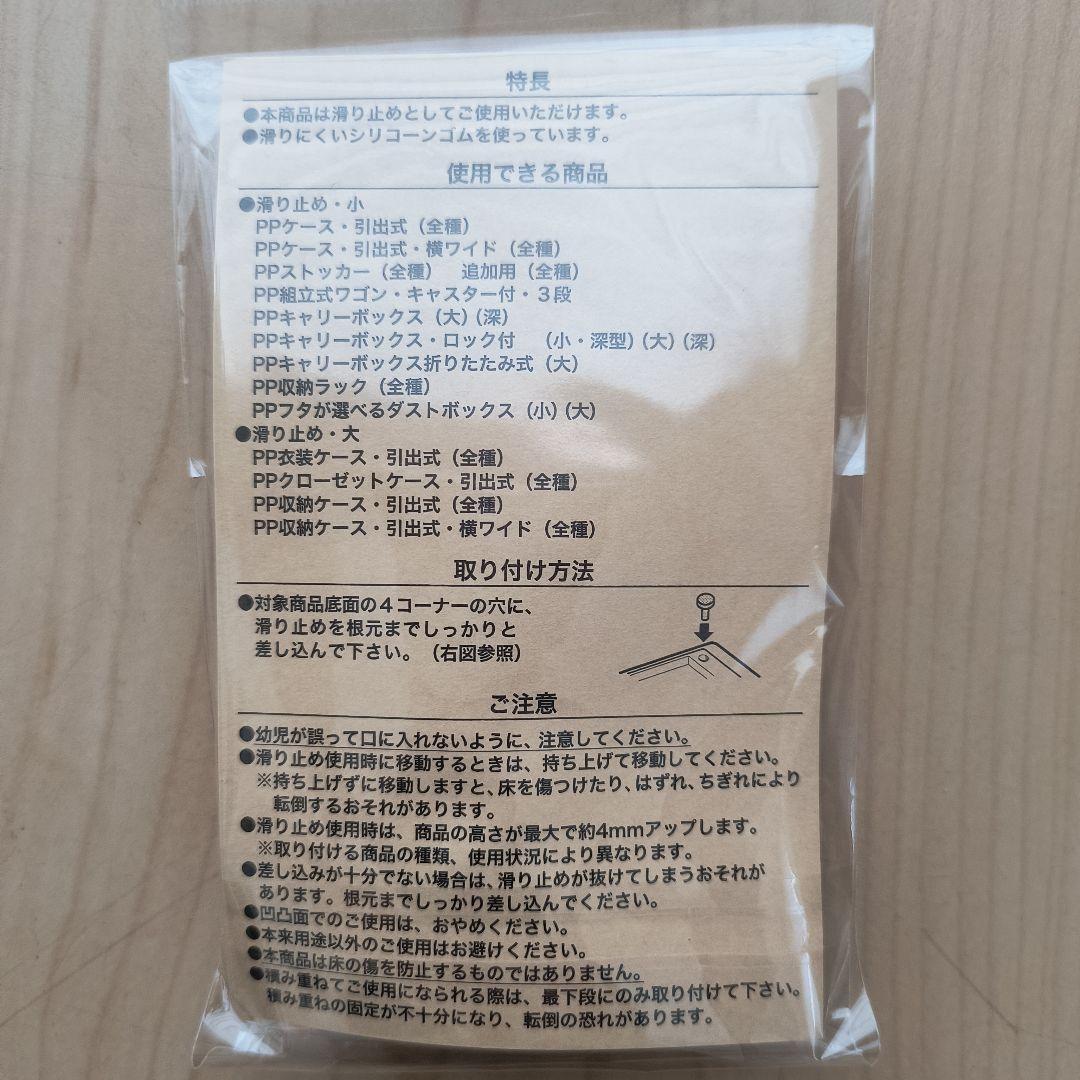 特長
●本商品は滑り止めとしてご使用いただけます。
●滑りにくいシリコーンゴムを使っています。
使用できる商品
●滑り止め・小
PPケース・引出式（全種）
PPケース・引出式・横ワイド（全種）
PPストッカー（全種）　追加用（全種）
PP組立式ワゴン・キャスター付・３段
PPキャリーボックス（大）（深）
PPキャリーボックス・ロック付　（小・深型）（大）（深）
PPキャリーボックス折りたたみ式（大）
PP収納ラック（全種）
PPフタが選べるダストボックス（小）（大）
●滑り止め・大
PP衣装ケース・引出式（全種）
PPクローゼットケース・引出式（全種）
PP収納ケース・引出式（全種）
PP収納ケース・引出式・横ワイド（全種）
取り付け方法
●対象商品底面の４コーナーの穴に、
滑り止めを根元までしっかりと
差し込んで下さい。（右図参照）
ご注意
●幼児が誤って口に入れないように、注意してください。
●滑り止め使用時に移動するときは、持ち上げて移動してください。
※持ち上げずに移動しますと、床を傷つけたり、はずれ、ちぎれにより
転倒するおそれがあります。
●滑り止め使用時は、商品の高さが最大で約4mmアップします。
※取り付ける商品の種類、使用状況により異なります。
●差し込みが十分でない場合は、滑り止めが抜けてしまうおそれが
あります。根元までしっかり差し込んでください。
●凹凸面でのご使用は、おやめください。
●本来用途以外のご使用はお避けください。
●本商品は床の傷を防止するものではありません。
●積み重ねてご使用になられる際は、最下段にのみ取り付けて下さい。
積み重ねの固定が不十分になり、転倒の恐れがあります。